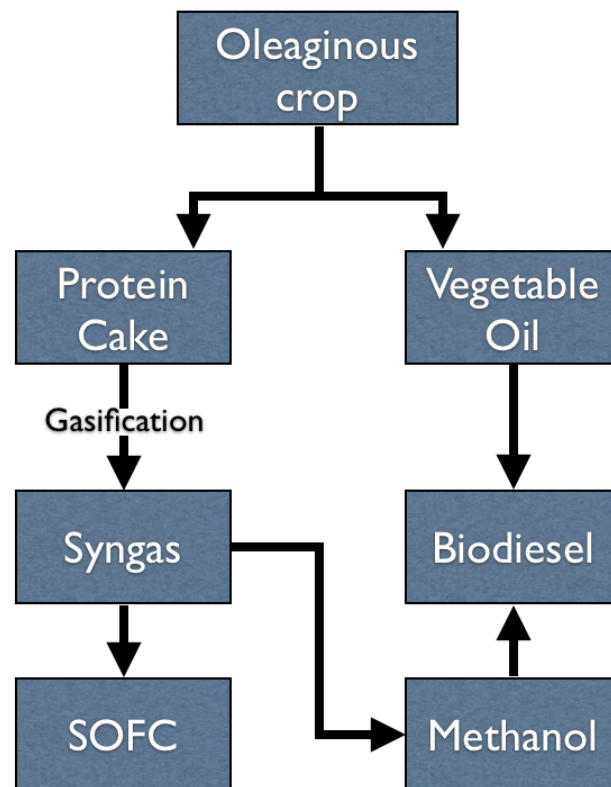 Oleaginous
crop
Protein
Cake
Vegetable
Oil
Gasification
Syngas
Biodiesel
SOFC
Methanol